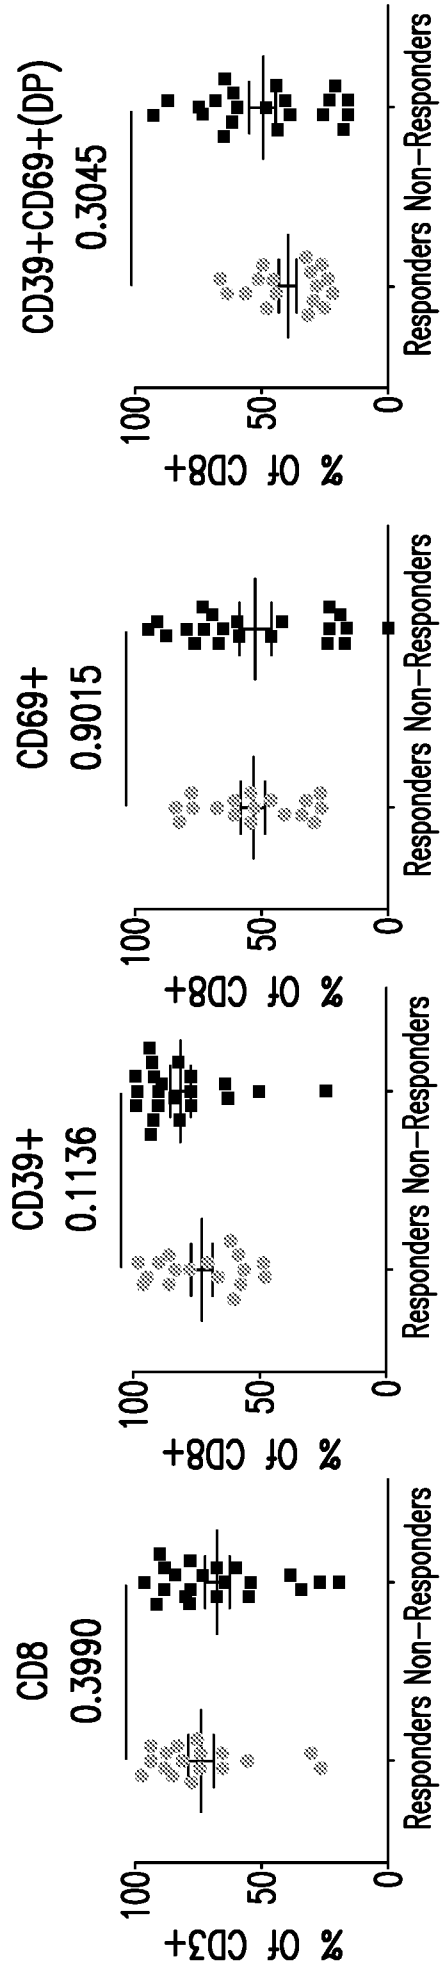 CD8
0.3990
% Of CD3+
100
50
0
Responders Non-Responders
CD39+
0.1136
% Of CD8+
100
50
0
Responders Non-Responders
CD69+
0.9015
% Of CD8+
100
50
0
Responders Non-Responders
CD39+CD69+(DP)
0.3045
% Of CD8+
100
50
0
Responders Non-Responders